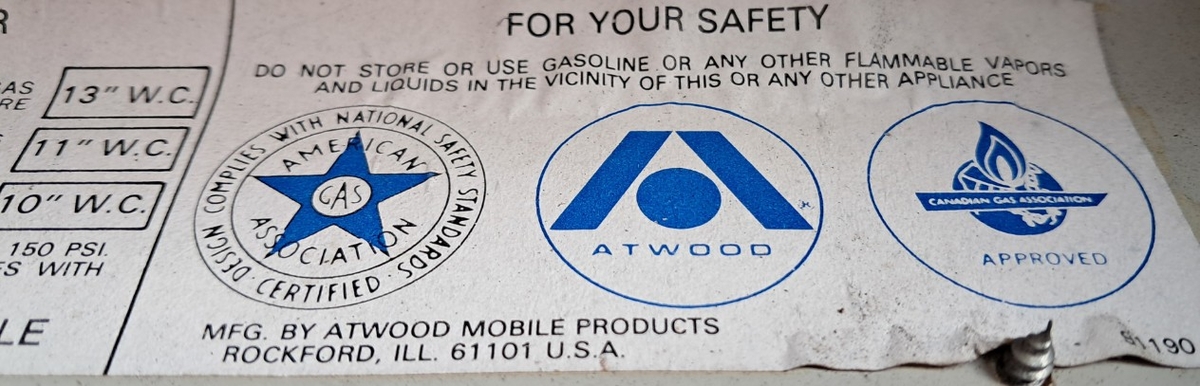 R
FOR YOUR SAFETY
DO NOT STORE OR USE GASOLINE OR ANY OTHER FLAMMABLE VAPORS
AND LIQUIDS IN THE VICINITY OF THIS OR ANY OTHER APPLIANCE
GAS
RE
13" W.C.
11" W.C.
10" W.C.
150 PSI.
S WITH
LE
DESIGN COMPLIES WITH NATIONAL SAFETY STANDARDS
· CERTIFIED ·
AMERICAN
GAS
ASSOCIATION
ATWOOD
CANADIAN GAS ASSOCIATION
APPROVED
MFG. BY ATWOOD MOBILE PRODUCTS
ROCKFORD, ILL. 61101 U.S.A.
91190